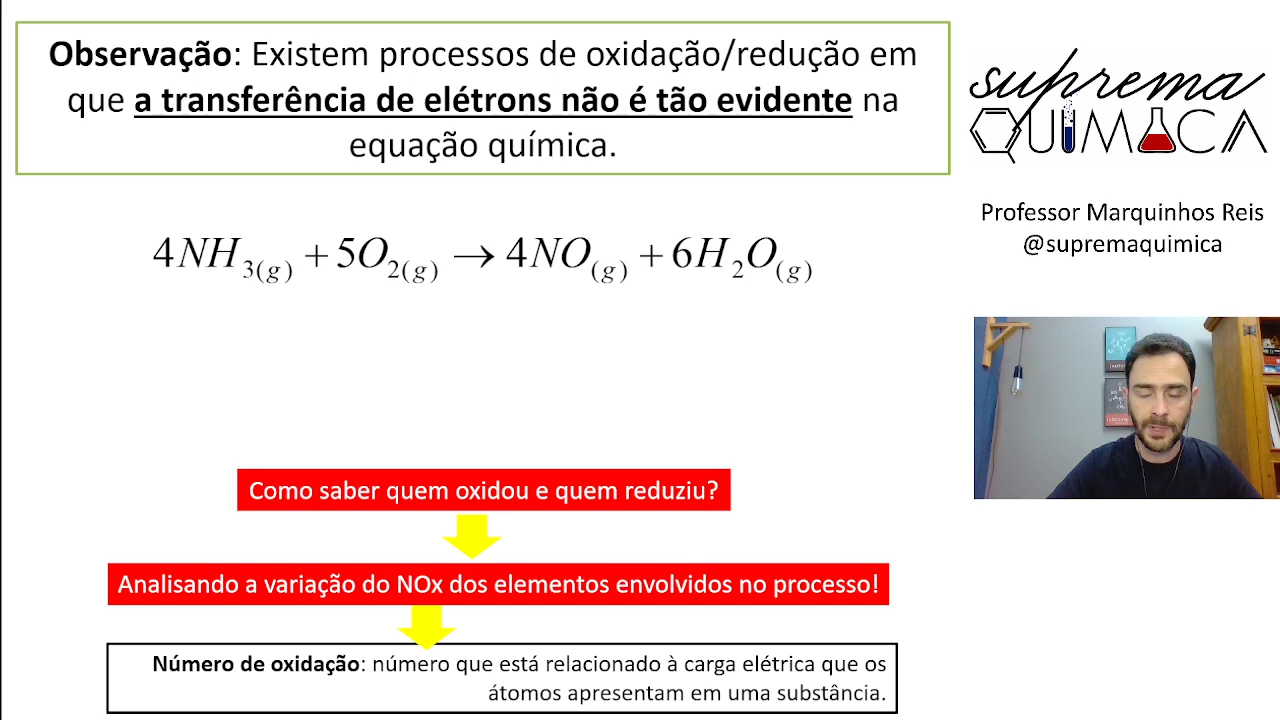 Observação: Existem processos de oxidação/redução em
que a transferência de elétrons não é tão evidente na
equação química.
suprema
QUÍMICA
Professor Marquinhos Reis
@supremaquimica
4NH3(g) + 5O2(g) → 4NO(g) + 6H2O(g)
Como saber quem oxidou e quem reduziu?
Analisando a variação do NOx dos elementos envolvidos no processo!
Número de oxidação: número que está relacionado à carga elétrica que os
átomos apresentam em uma substância.